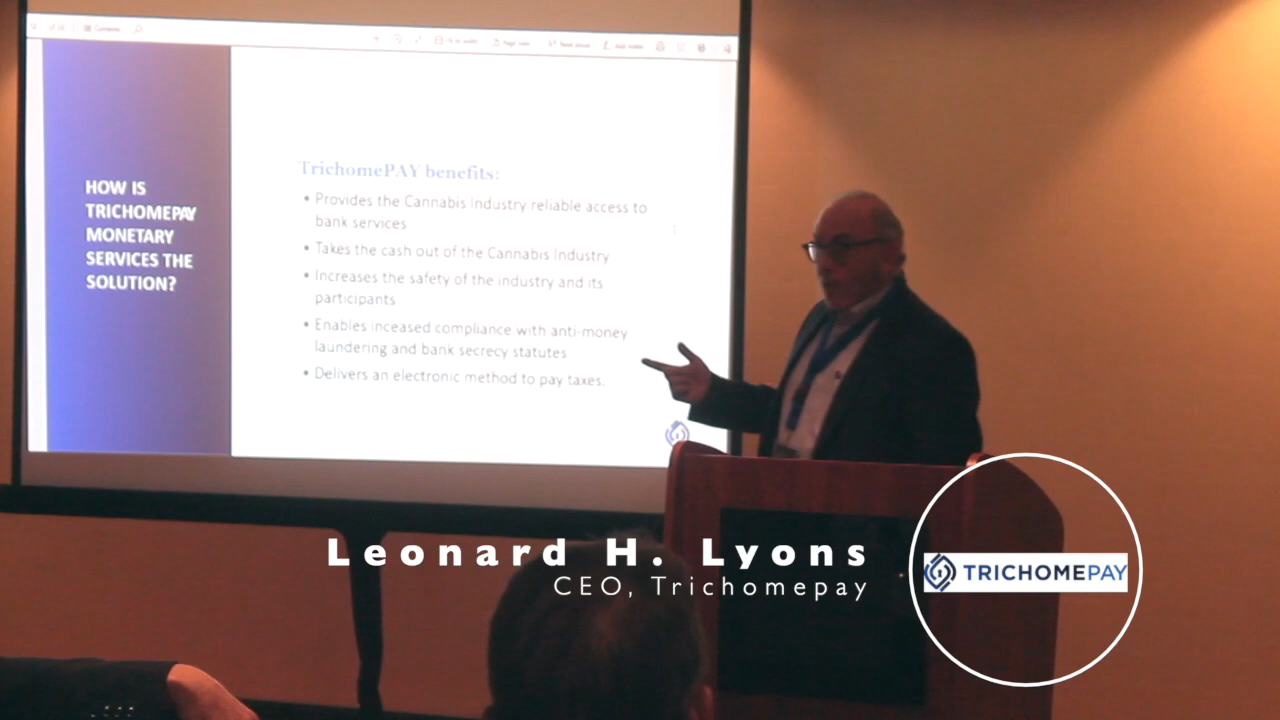 Contents
HOW IS
TRICHOMEPAY
MONETARY
SERVICES THE
SOLUTION?
TrichomePAY benefits:
• Provides the Cannabis Industry reliable access to
bank services
• Takes the cash out of the Cannabis Industry
• Increases the safety of the industry and its
participants
• Enables inceased compliance with anti-money
laundering and bank secrecy statutes
• Delivers an electronic method to pay taxes.
Leonard H. Lyons
CEO, Trichomepay
TRICHOMEPAY